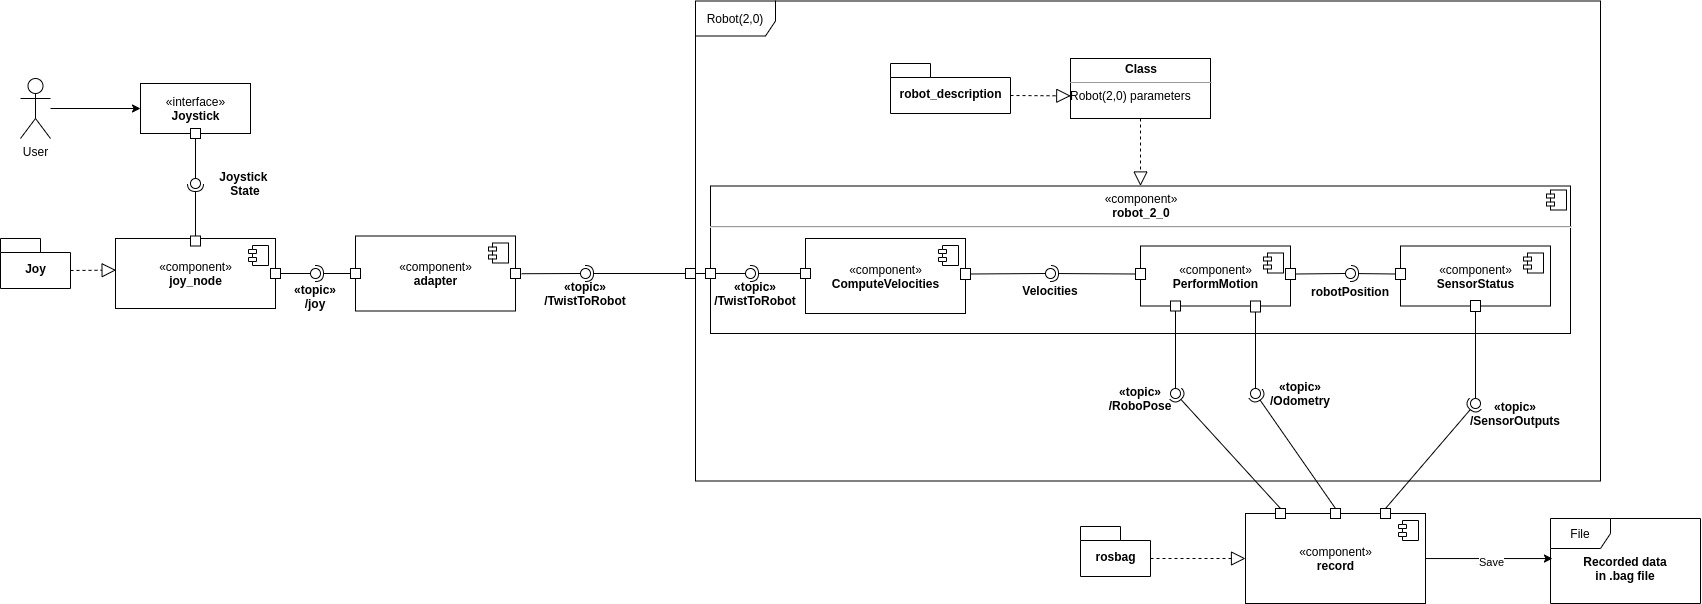 Robot(2,0)
robot_description
Class
Robot(2,0) parameters
User
«interface»
Joystick
Joystick
State
Joy
«component»
joy_node
«topic»
/joy
«component»
adapter
«topic»
/TwistToRobot
«component»
robot_2_0
«topic»
/TwistToRobot
«component»
ComputeVelocities
Velocities
«component»
PerformMotion
robotPosition
«component»
SensorStatus
«topic»
/RoboPose
«topic»
/Odometry
«topic»
/SensorOutputs
rosbag
«component»
record
Save
File
Recorded data
in .bag file